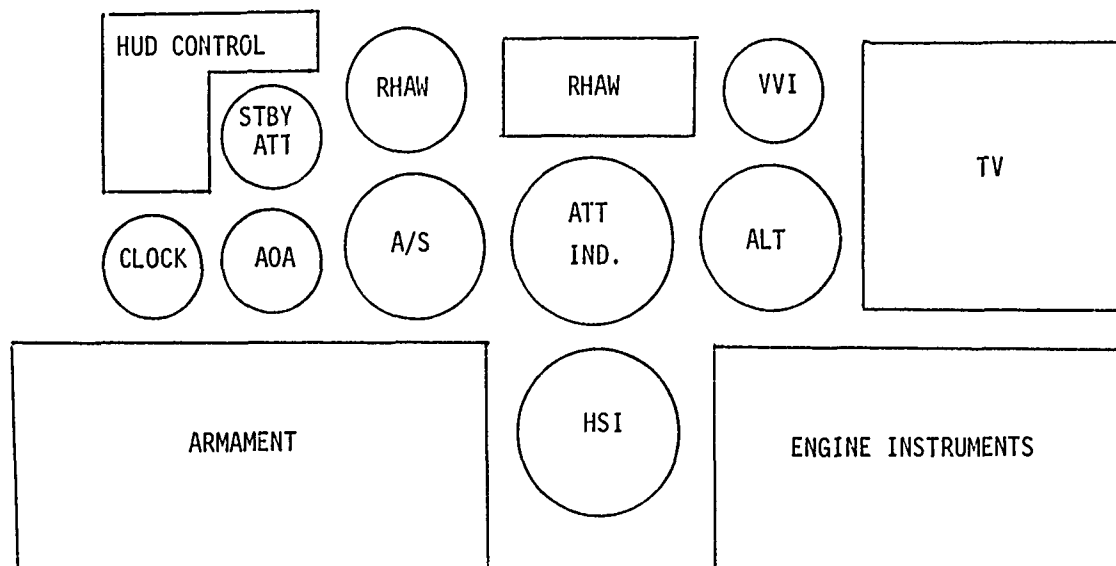 HUD CONTROL
RHAW
RHAW
VVI
TV
STBY
ATT
CLOCK
AOA
A/S
ATT
IND.
ALT
ARMAMENT
HSI
ENGINE INSTRUMENTS